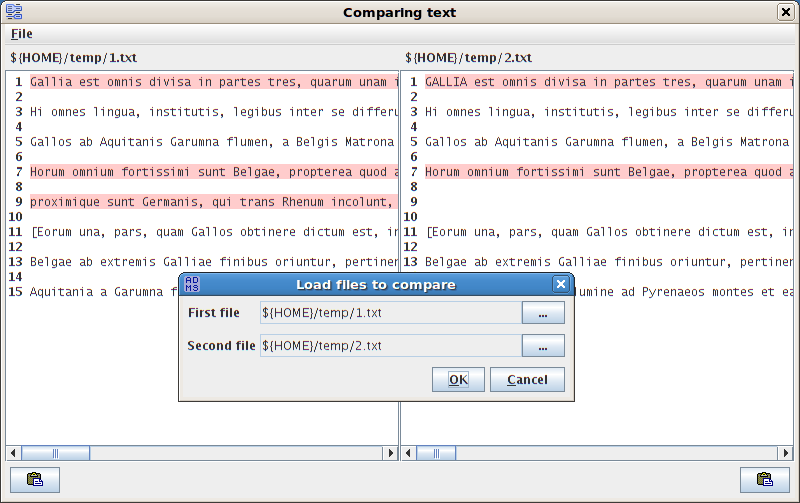 Comparing text
File
${HOME}/temp/1.txt
1 Gallia est omnis divisa in partes tres, quarum unam
2
3 Hi omnes lingua, institutis, legibus inter se differu
4
5 Gallos ab Aquitanis Garumna flumen, a Belgis Matrona
6
7 Horum omnium fortissimi sunt Belgae, propterea quod a
8
9 proximique sunt Germanis, qui trans Rhenum incolunt,
10
11 [Eorum una, pars, quam Gallos obtinere dictum est, in
12
13 Belgae ab extremis Galliae finibus oriuntur, pertinen
14
15 Aquitania a Garumna f
${HOME}/temp/2.txt
1 GALLIA est omnis divisa in partes tres, quarum unam
2
3 Hi omnes lingua, institutis, legibus inter se differu
4
5 Gallos ab Aquitanis Garumna flumen, a Belgis Matrona
6
7 Horum omnium fortissimi sunt Belgae, propterea quod a
8
9
10
11 [Eorum una, pars, quam Gallos obtinere dictum est, in
12
13 Belgae ab extremis Galliae finibus oriuntur, pertinen
lumine ad Pyrenaeos montes et ea
AD
MS
Load files to compare
First file ${HOME}/temp/1.txt ...
Second file ${HOME}/temp/2.txt ...
OK Cancel